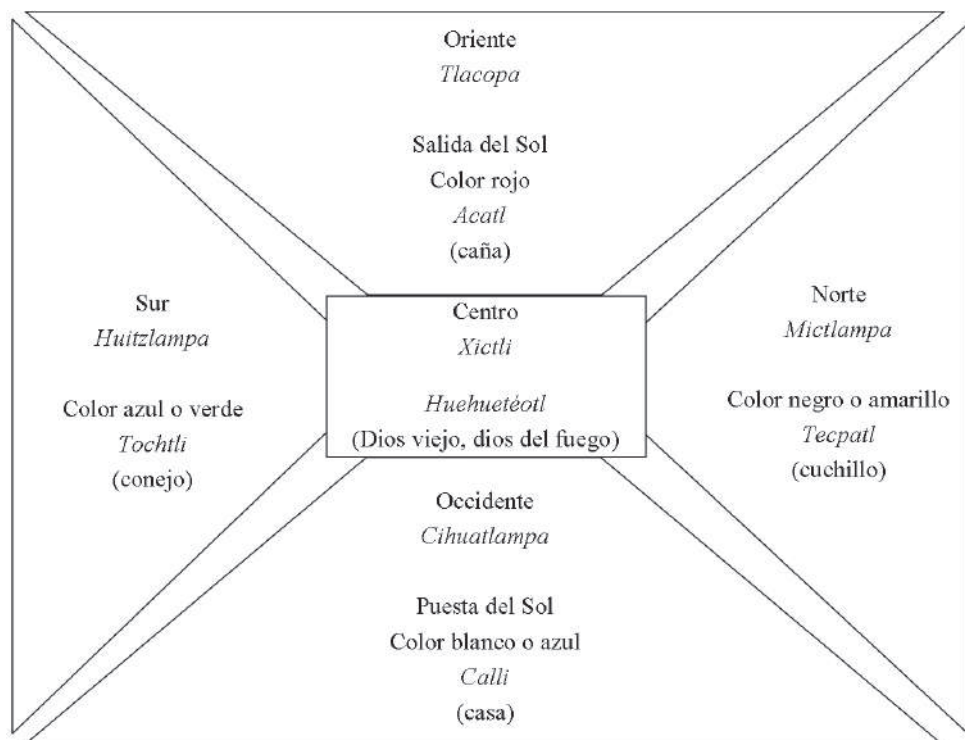 Oriente
Tlacopa
Salida del Sol
Color rojo
Acatl
(caña)
Sur
Huitzlampa
Color azul o verde
Tochtli
(conejo)
Centro
Xictli
Huehuetéotl
(Dios viejo, dios del fuego)
Norte
Mictlampa
Color negro o amarillo
Tecpatl
(cuchillo)
Occidente
Cihuatlampa
Puesta del Sol
Color blanco o azul
Calli
(casa)